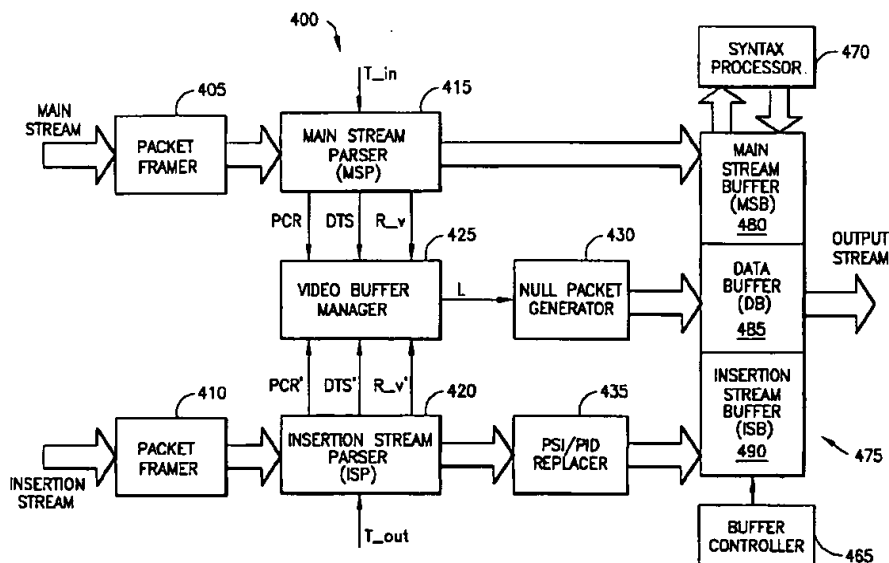 400
SYNTAX
PROCESSOR
470
T_in
405
415
MAIN
STREAM
PACKET
FRAMER
MAIN STREAM
PARSER
(MSP)
MAIN
STREAM
BUFFER
(MSB)
480
PCR
DTS
R_v
425
430
OUTPUT
STREAM
VIDEO BUFFER
MANAGER
L
NULL PACKET
GENERATOR
DATA
BUFFER
(DB)
485
410
PCR'
DTS'
R_v'
420
435
INSERTION
STREAM
BUFFER
(ISB)
490
PACKET
FRAMER
INSERTION STREAM
PARSER
(ISP)
PSI/PID
REPLACER
475
INSERTION
STREAM
T_out
BUFFER
CONTROLLER
465